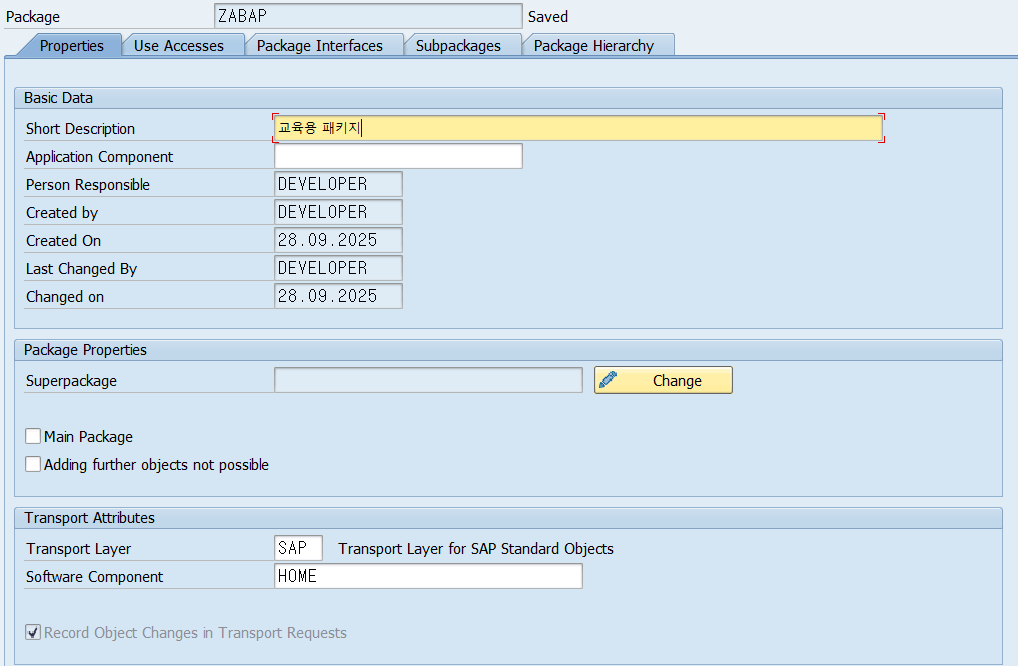 Package ZABAP Saved
Properties Use Accesses Package Interfaces Subpackages Package Hierarchy
Basic Data
Short Description 교육용 패키지
Application Component
Person Responsible DEVELOPER
Created by DEVELOPER
Created On 28.09.2025
Last Changed By DEVELOPER
Changed on 28.09.2025
Package Properties
Superpackage Change
Main Package
Adding further objects not possible
Transport Attributes
Transport Layer SAP Transport Layer for SAP Standard Objects
Software Component HOME
Record Object Changes in Transport Requests